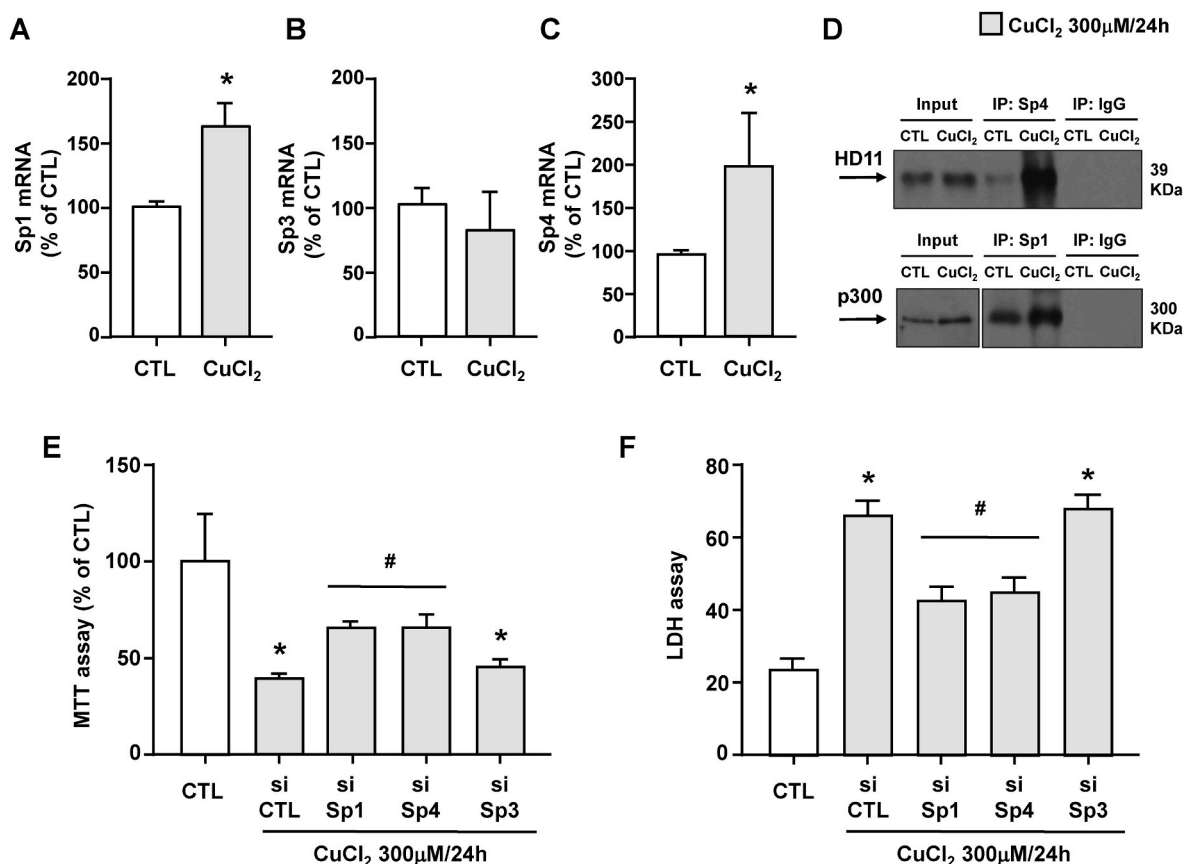 A
B
C
D
CuCl₂ 300µM/24h
Sp1 mRNA
(% of CTL)
200
150
100
50
0
*
CTL
CuCl₂
Sp3 mRNA
(% of CTL)
200
150
100
50
0
CTL
CuCl₂
Sp4 mRNA
(% of CTL)
300
250
200
150
100
50
0
*
CTL
CuCl₂
Input IP: Sp4 IP: IgG
CTL CuCl₂ CTL CuCl₂ CTL CuCl₂
HD11
39
KDa
Input IP: Sp1 IP: IgG
CTL CuCl₂ CTL CuCl₂ CTL CuCl₂
p300
300
KDa
E
MTT assay (% of CTL)
150
100
50
0
*
#
*
CTL
si
CTL
si
Sp1
si
Sp4
si
Sp3
CuCl₂ 300µM/24h
F
LDH assay
80
60
40
20
0
*
#
*
CTL
si
CTL
si
Sp1
si
Sp4
si
Sp3
CuCl₂ 300µM/24h